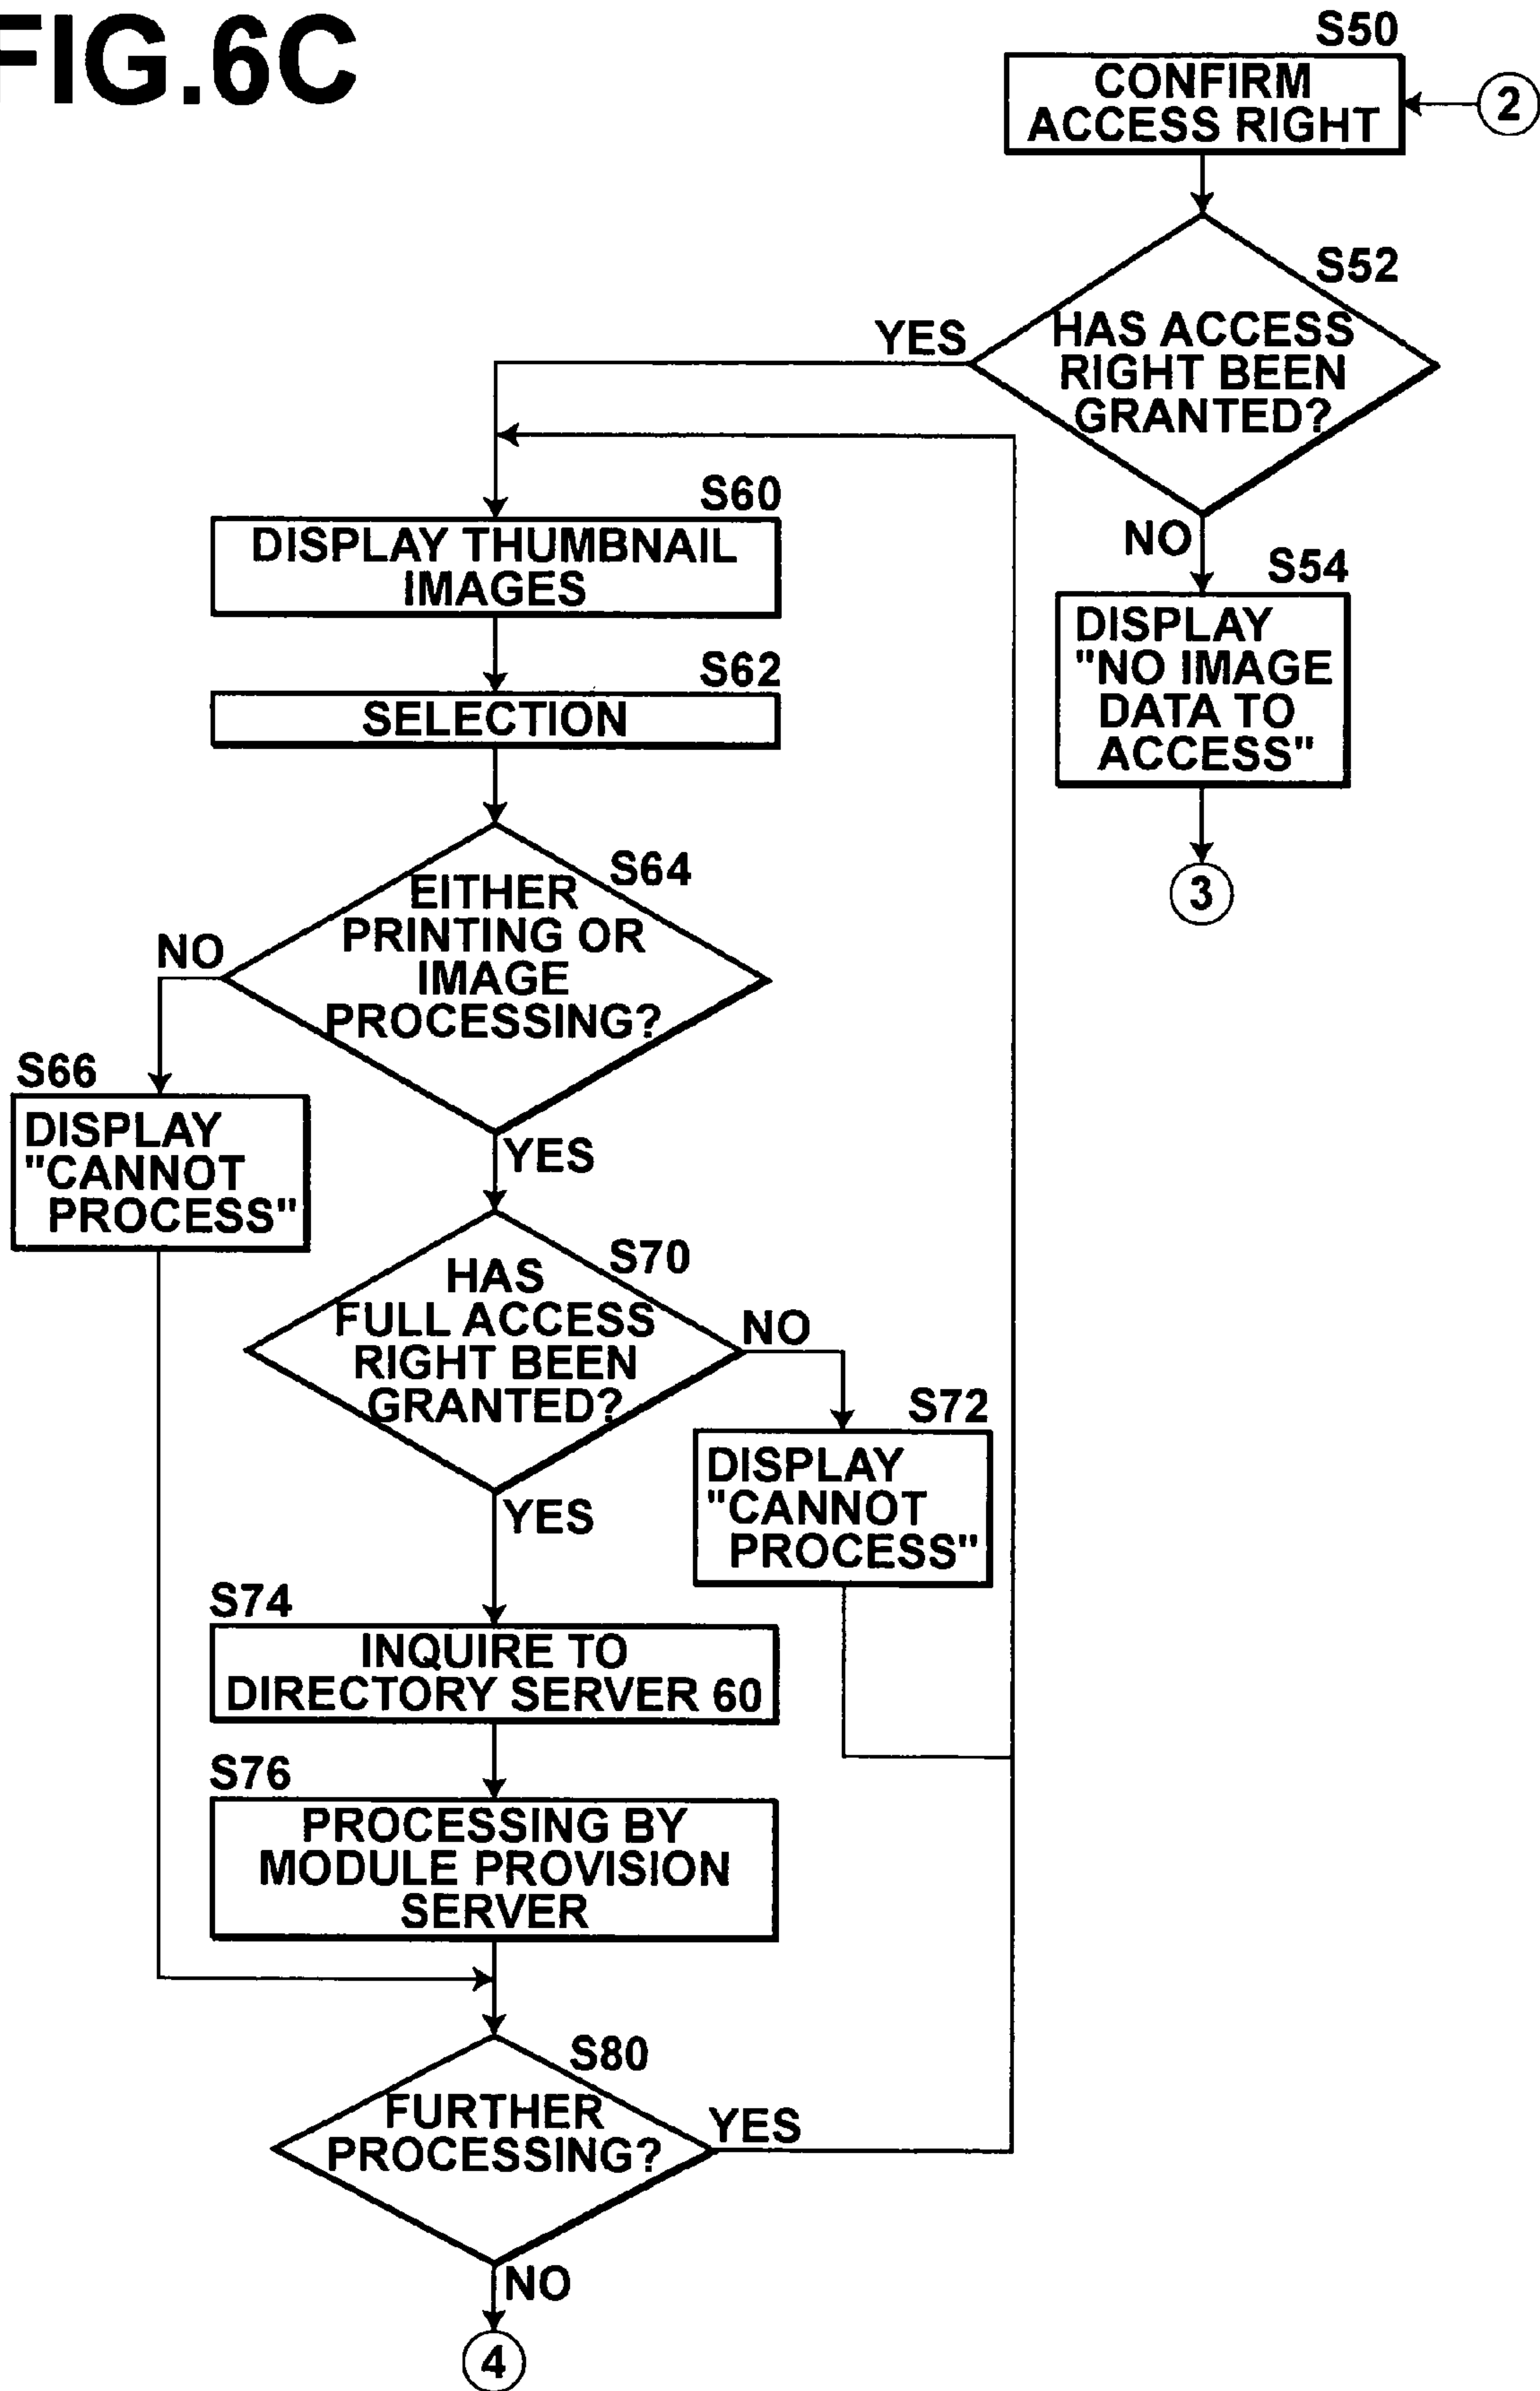 FIG.6C
S50
CONFIRM
ACCESS RIGHT
2
S52
HAS ACCESS
RIGHT BEEN
GRANTED?
YES
NO
S54
DISPLAY
"NO IMAGE
DATA TO
ACCESS"
3
S60
DISPLAY THUMBNAIL
IMAGES
S62
SELECTION
S64
EITHER
PRINTING OR
IMAGE
PROCESSING?
NO
S66
DISPLAY
"CANNOT
PROCESS"
YES
S70
HAS
FULL ACCESS
RIGHT BEEN
GRANTED?
NO
S72
DISPLAY
"CANNOT
PROCESS"
YES
S74
INQUIRE TO
DIRECTORY SERVER 60
S76
PROCESSING BY
MODULE PROVISION
SERVER
S80
FURTHER
PROCESSING?
YES
NO
4